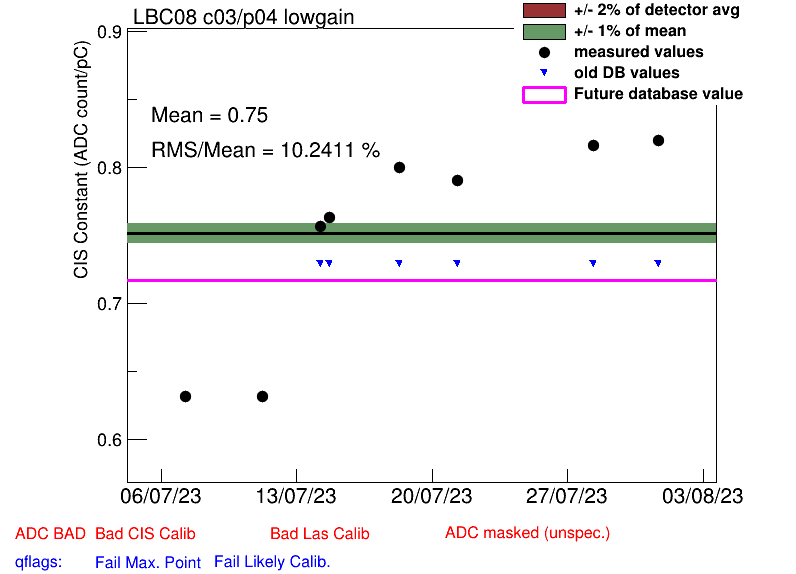 LBC08 c03/p04 lowgain
+/- 2% of detector avg
+/- 1% of mean
measured values
old DB values
Future database value
Mean = 0.75
RMS/Mean = 10.2411 %
CIS Constant (ADC count/pC)
0.9
0.8
0.7
0.6
06/07/23 13/07/23 20/07/23 27/07/23 03/08/23
ADC BAD Bad CIS Calib Bad Las Calib ADC masked (unspec.)
qflags: Fail Max. Point Fail Likely Calib.